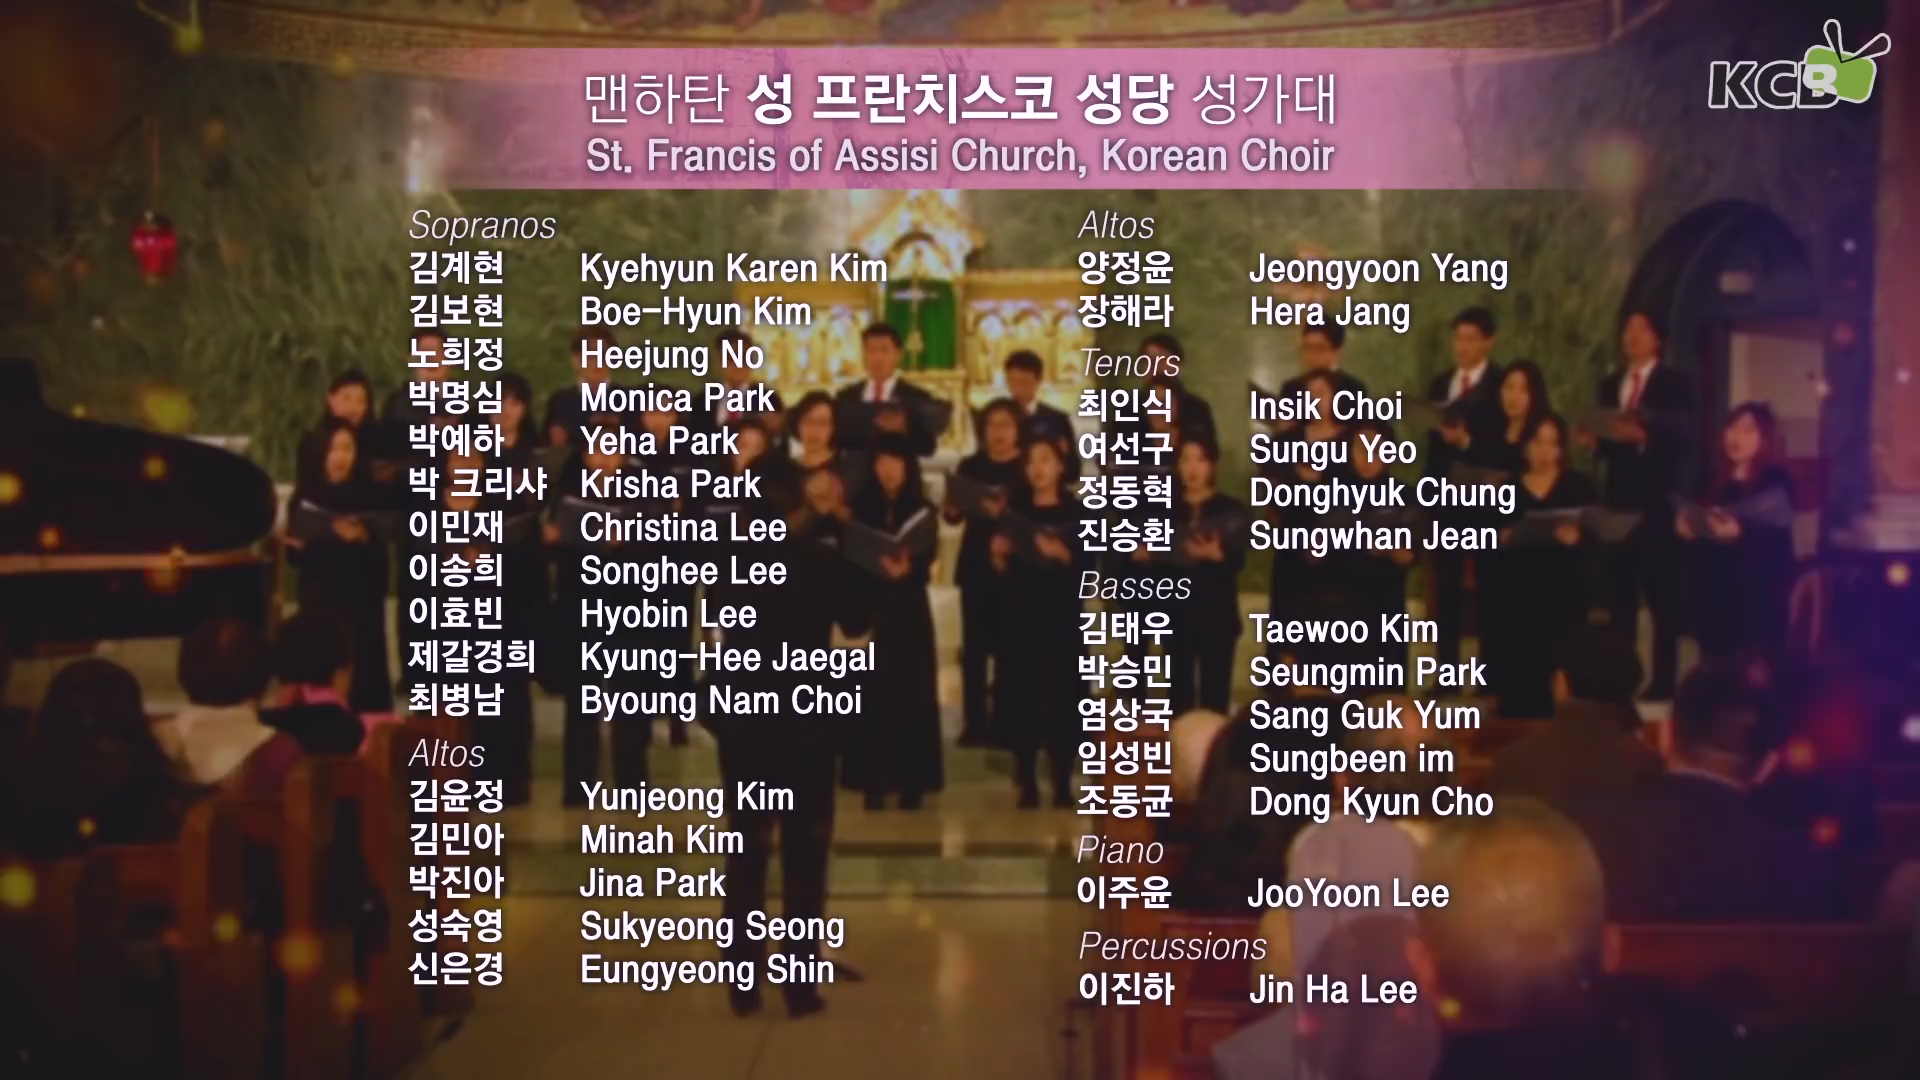 맨하탄 성 프란치스코 성당 성가대
St. Francis of Assisi Church, Korean Choir
KCB
Sopranos
김계현 Kyehyun Karen Kim
김보현 Boe-Hyun Kim
노희정 Heejung No
박명심 Monica Park
박예하 Yeha Park
박 크리샤 Krisha Park
이민재 Christina Lee
이송희 Songhee Lee
이효빈 Hyobin Lee
제갈경희 Kyung-Hee Jaegal
최병남 Byoung Nam Choi
Altos
김윤정 Yunjeong Kim
김민아 Minah Kim
박진아 Jina Park
성숙영 Sukyeong Seong
신은경 Eungyeong Shin
Altos
양정윤 Jeongyoon Yang
장해라 Hera Jang
Tenors
최인식 Insik Choi
여선구 Sungu Yeo
정동혁 Donghyuk Chung
진승환 Sungwhan Jean
Basses
김태우 Taewoo Kim
박승민 Seungmin Park
염상국 Sang Guk Yum
임성빈 Sungbeen im
조동균 Dong Kyun Cho
Piano
이주윤 JooYoon Lee
Percussions
이진하 Jin Ha Lee